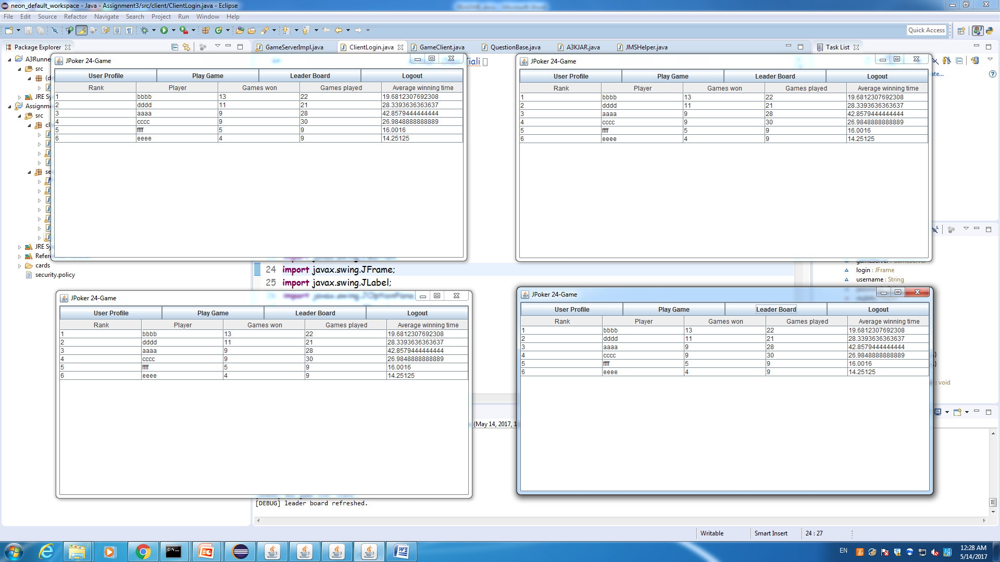 neon_default_workspace - Java - Assignment3/src/client/ClientLogin.java - Eclipse
File Edit Source Refactor Navigate Search Project Run Window Help
Quick Access
Package Explorer
GameServerImpl.java ClientLogin.java GameClient.java QuestionBase.java A3KJAR.java JMSHelper.java
Task List
A3Runne
src
(d
JRE Sy
Assignm
src
cl
se
JRE Sy
Refere
cards
security.policy
JPoker 24-Game
User Profile Play Game Leader Board Logout
Rank Player Games won Games played Average winning time
1 bbbb 13 22 19.6812307692308
2 dddd 11 21 28.3393636363637
3 aaaa 9 28 42.8579444444444
4 cccc 9 30 26.9848888888889
5 ffff 5 9 16.0016
6 eeee 4 9 14.25125
JPoker 24-Game
User Profile Play Game Leader Board Logout
Rank Player Games won Games played Average winning time
1 bbbb 13 22 19.6812307692308
2 dddd 11 21 28.3393636363637
3 aaaa 9 28 42.8579444444444
4 cccc 9 30 26.9848888888889
5 ffff 5 9 16.0016
6 eeee 4 9 14.25125
24 import javax.swing.JFrame;
25 import javax.swing.JLabel;
login : JFrame
username : String
: void
JPoker 24-Game
User Profile Play Game Leader Board Logout
Rank Player Games won Games played Average winning time
1 bbbb 13 22 19.6812307692308
2 dddd 11 21 28.3393636363637
3 aaaa 9 28 42.8579444444444
4 cccc 9 30 26.9848888888889
5 ffff 5 9 16.0016
6 eeee 4 9 14.25125
JPoker 24-Game
User Profile Play Game Leader Board Logout
Rank Player Games won Games played Average winning time
1 bbbb 13 22 19.6812307692308
2 dddd 11 21 28.3393636363637
3 aaaa 9 28 42.8579444444444
4 cccc 9 30 26.9848888888889
5 ffff 5 9 16.0016
6 eeee 4 9 14.25125
(May 14, 2017, 1
[DEBUG] leader board refreshed.
Writable Smart Insert 24 : 27
EN
12:28 AM
5/14/2017